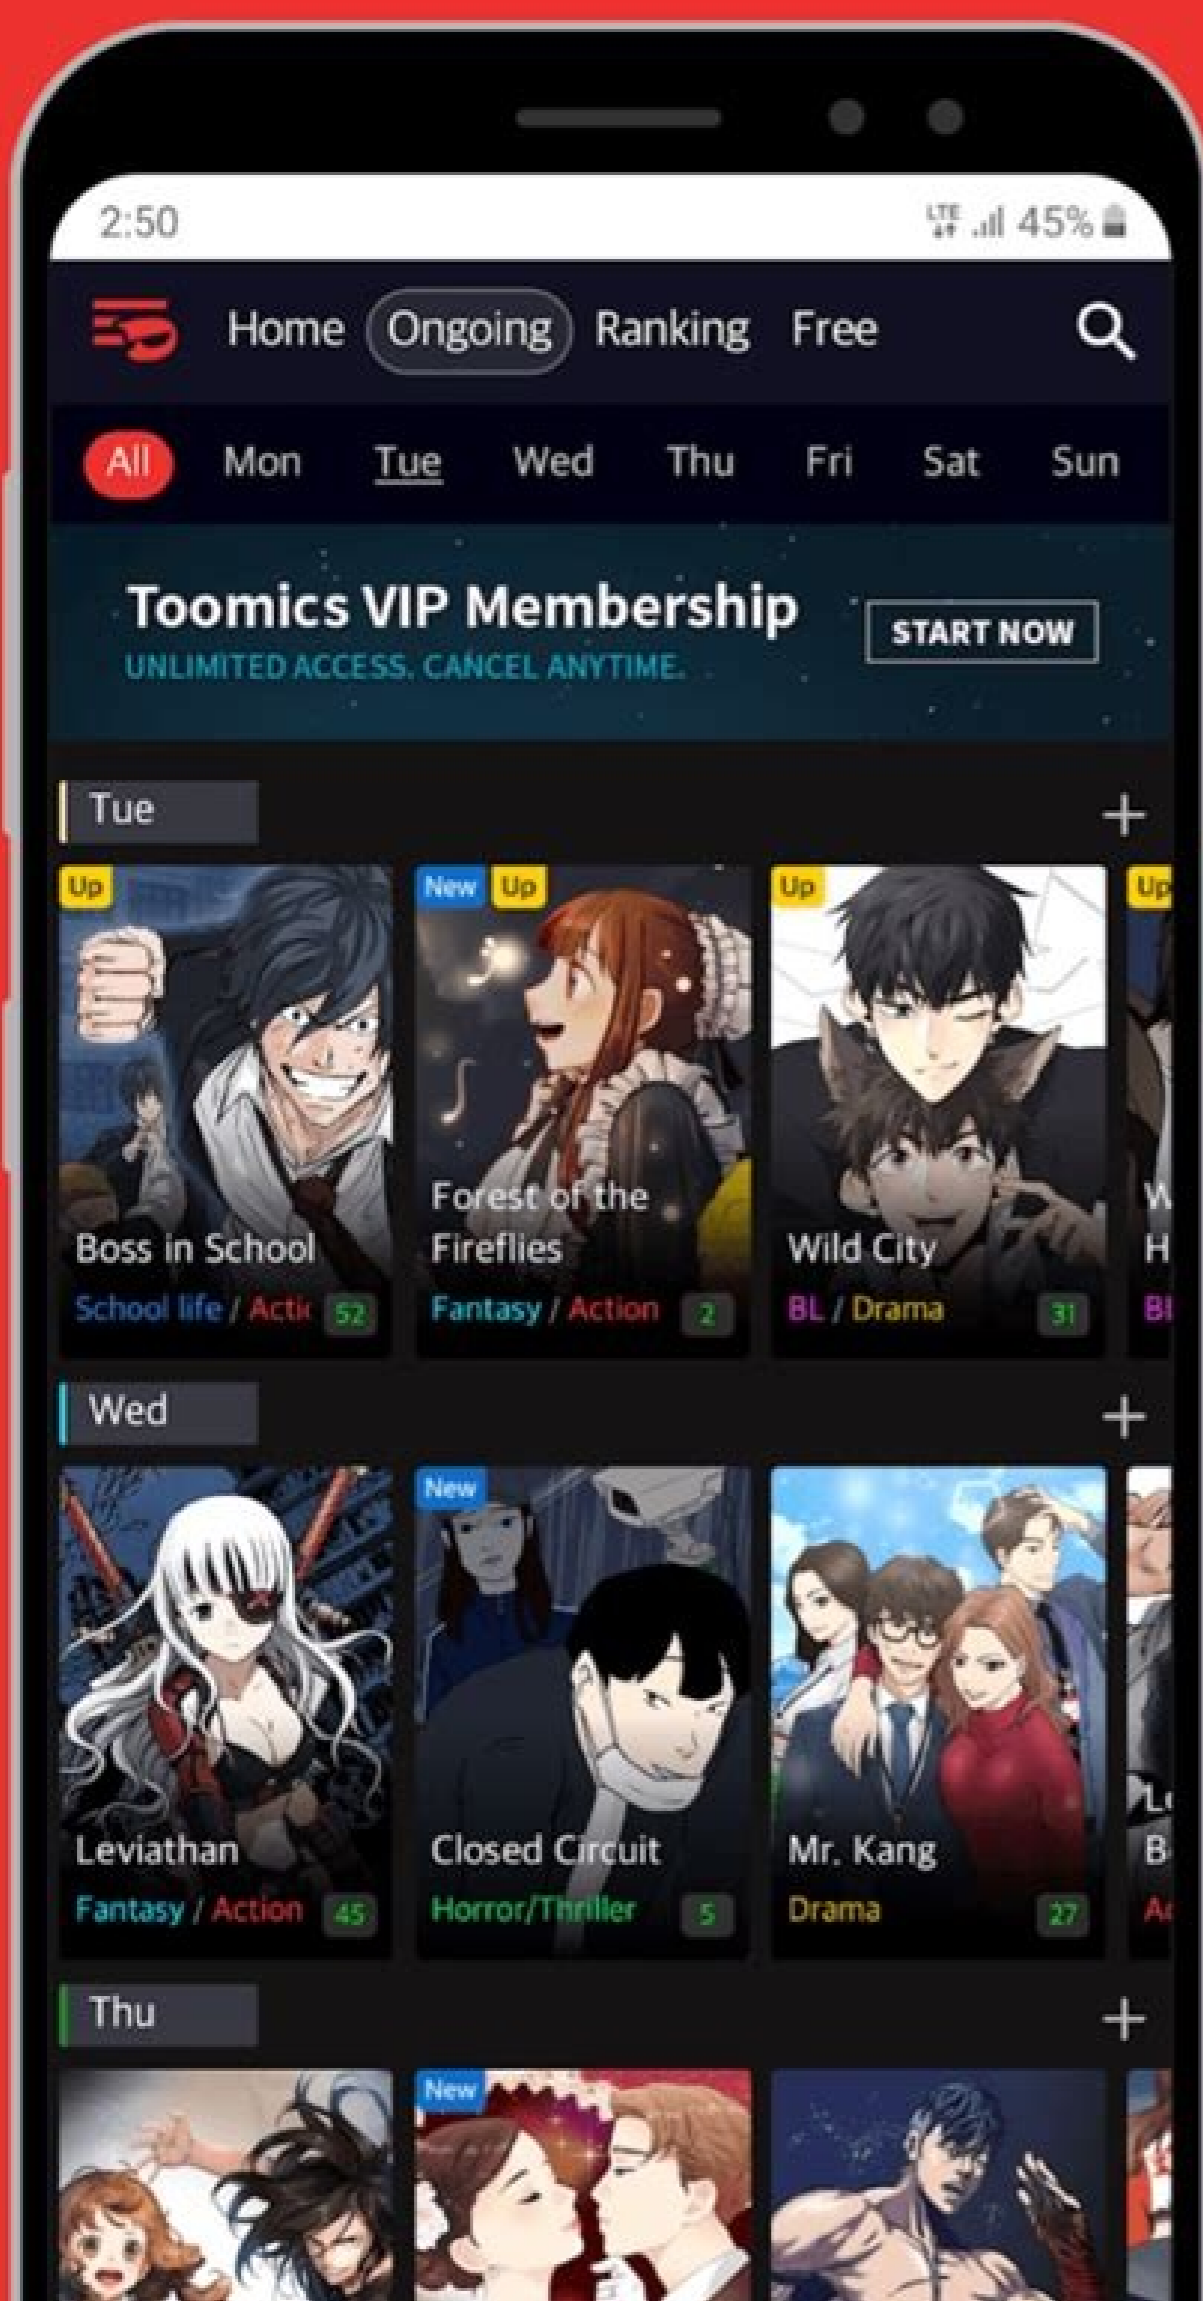 2:50
LTE 45%
Home Ongoing Ranking Free
All Mon Tue Wed Thu Fri Sat Sun
Toomics VIP Membership
START NOW
UNLIMITED ACCESS. CANCEL ANYTIME.
Tue
Up
New Up
Up
Up
Boss in School
School life / Actic 52
Forest of the
Fireflies
Fantasy / Action 2
Wild City
BL / Drama 31
W
H
Wed
New
Leviathan
Fantasy / Action 45
Closed Circuit
Horror/Thriller 5
Mr. Kang
Drama 27
Thu
New